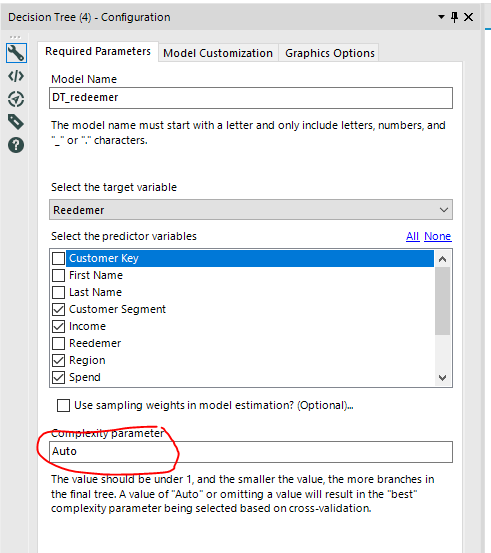 Decision Tree (4) - Configuration
Required Parameters Model Customization Graphics Options
Model Name
DT_redeemer
The model name must start with a letter and only include letters, numbers, and
"_" or "." characters.
Select the target variable
Reedemer
Select the predictor variables All None
Customer Key
First Name
Last Name
Customer Segment
Income
Reedemer
Region
Spend
Use sampling weights in model estimation? (Optional)...
Complexity parameter
Auto
The value should be under 1, and the smaller the value, the more branches in
the final tree. A value of "Auto" or omitting a value will result in the "best"
complexity parameter being selected based on cross-validation.